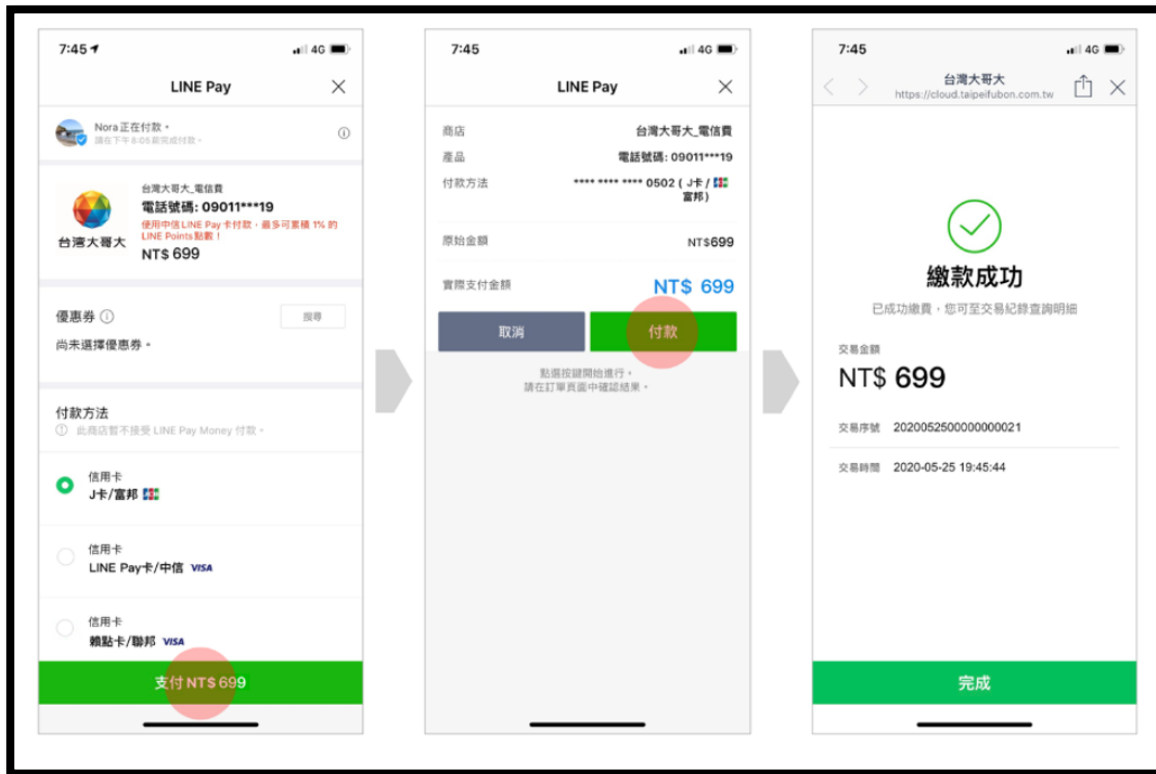 7:45
4G
LINE Pay
Nora 正在付款。
請在下午 8:05前完成付款。
台灣大哥大
台灣大哥大_電信費
電話號碼: 09011***19
使用中信LINE Pay 卡付款，最多可累積 1% 的
LINE Points 點數！
NT$ 699
優惠券
搜尋
尚未選擇優惠券。
付款方法
此商店暫不接受 LINE Pay Money 付款。
信用卡
J卡/富邦 JCB
信用卡
LINE Pay卡/中信 VISA
信用卡
賴點卡/聯邦 VISA
支付 NT$ 699
7:45
4G
LINE Pay
商店 台灣大哥大_電信費
產品 電話號碼: 09011***19
付款方法 **** **** **** 0502 ( J卡 / JCB
富邦)
原始金額 NT$699
實際支付金額 NT$ 699
取消 付款
點選按鍵開始進行。
請在訂單頁面中確認結果。
7:45
4G
台灣大哥大
https://cloud.taipeifubon.com.tw
繳款成功
已成功繳費，您可至交易紀錄查詢明細
交易金額
NT$ 699
交易序號 2020052500000000021
交易時間 2020-05-25 19:45:44
完成